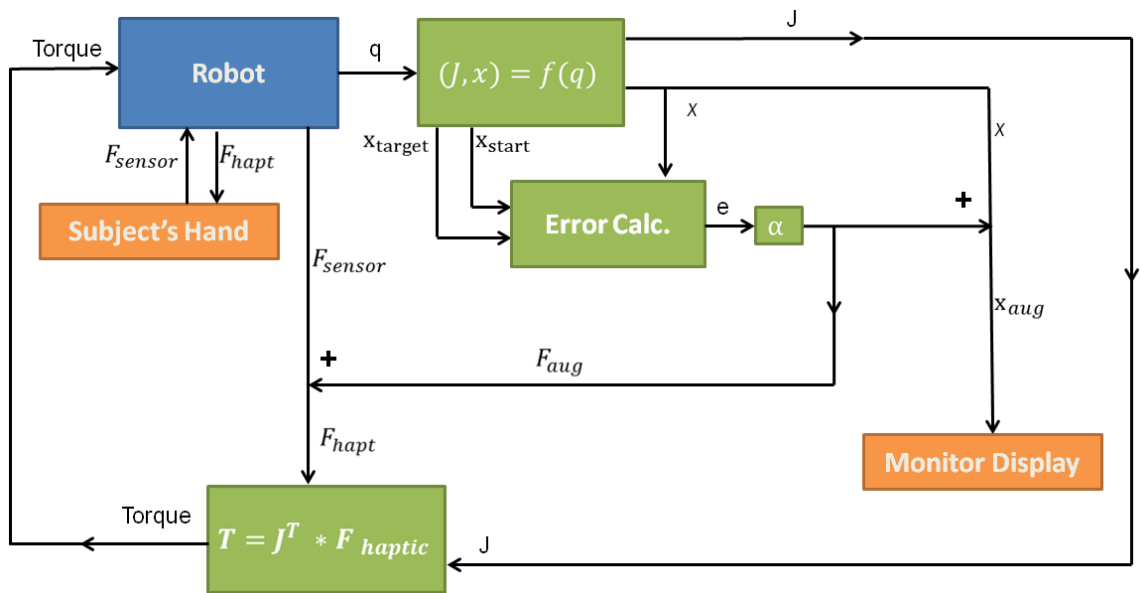 J
Torque
q
Robot
(J, x) = f(q)
x
x
x_target
x_start
F_sensor
F_hapt
Subject's Hand
Error Calc.
e
α
+
F_sensor
x_aug
+
F_aug
F_hapt
Monitor Display
Torque
T = J^T * F_haptic
J